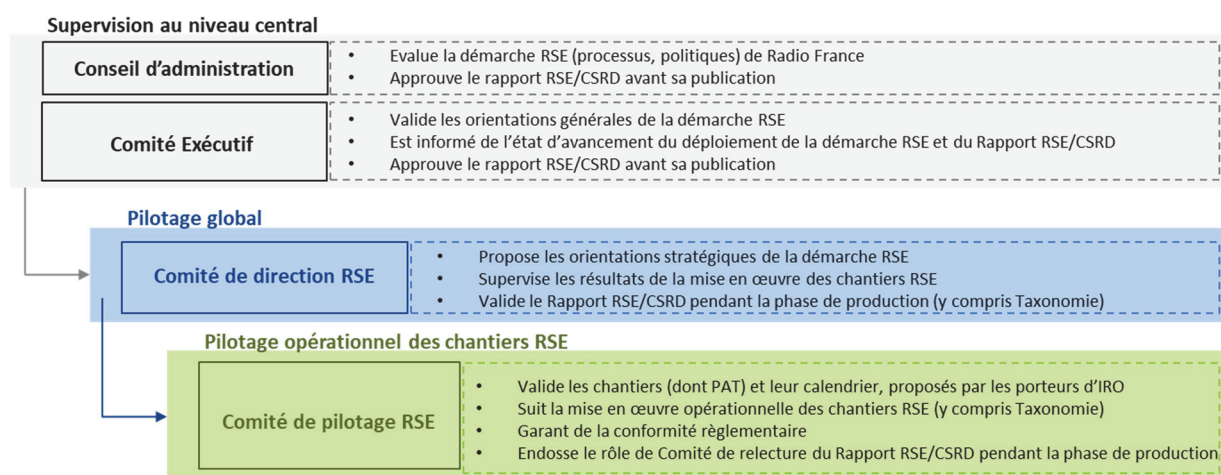 Supervision au niveau central
Conseil d'administration
• Evalue la démarche RSE (processus, politiques) de Radio France
• Approuve le rapport RSE/CSRD avant sa publication
Comité Exécutif
• Valide les orientations générales de la démarche RSE
• Est informé de l'état d'avancement du déploiement de la démarche RSE et du Rapport RSE/CSRD
• Approuve le rapport RSE/CSRD avant sa publication
Pilotage global
Comité de direction RSE
• Propose les orientations stratégiques de la démarche RSE
• Supervise les résultats de la mise en œuvre des chantiers RSE
• Valide le Rapport RSE/CSRD pendant la phase de production (y compris Taxonomie)
Pilotage opérationnel des chantiers RSE
Comité de pilotage RSE
• Valide les chantiers (dont PAT) et leur calendrier, proposés par les porteurs d'IRO
• Suit la mise en œuvre opérationnelle des chantiers RSE (y compris Taxonomie)
• Garant de la conformité règlementaire
• Endosse le rôle de Comité de relecture du Rapport RSE/CSRD pendant la phase de production